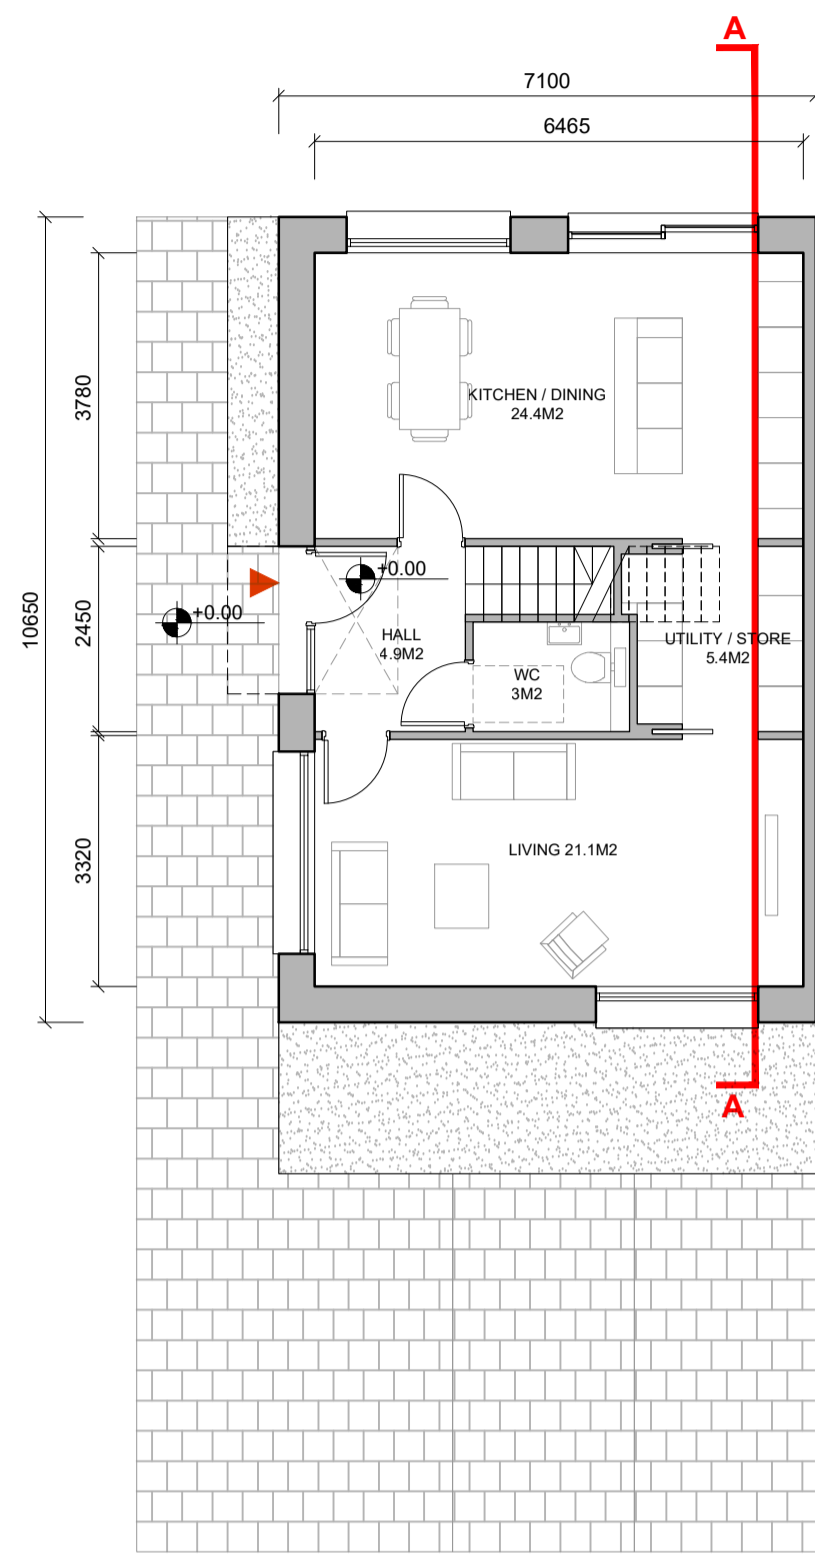 A
7100
6465
3780
KITCHEN / DINING
24.4M2
10650
2450
+0.00
+0.00
HALL
4.9M2
UTILITY / STORE
5.4M2
WC
3M2
3320
LIVING 21.1M2
A